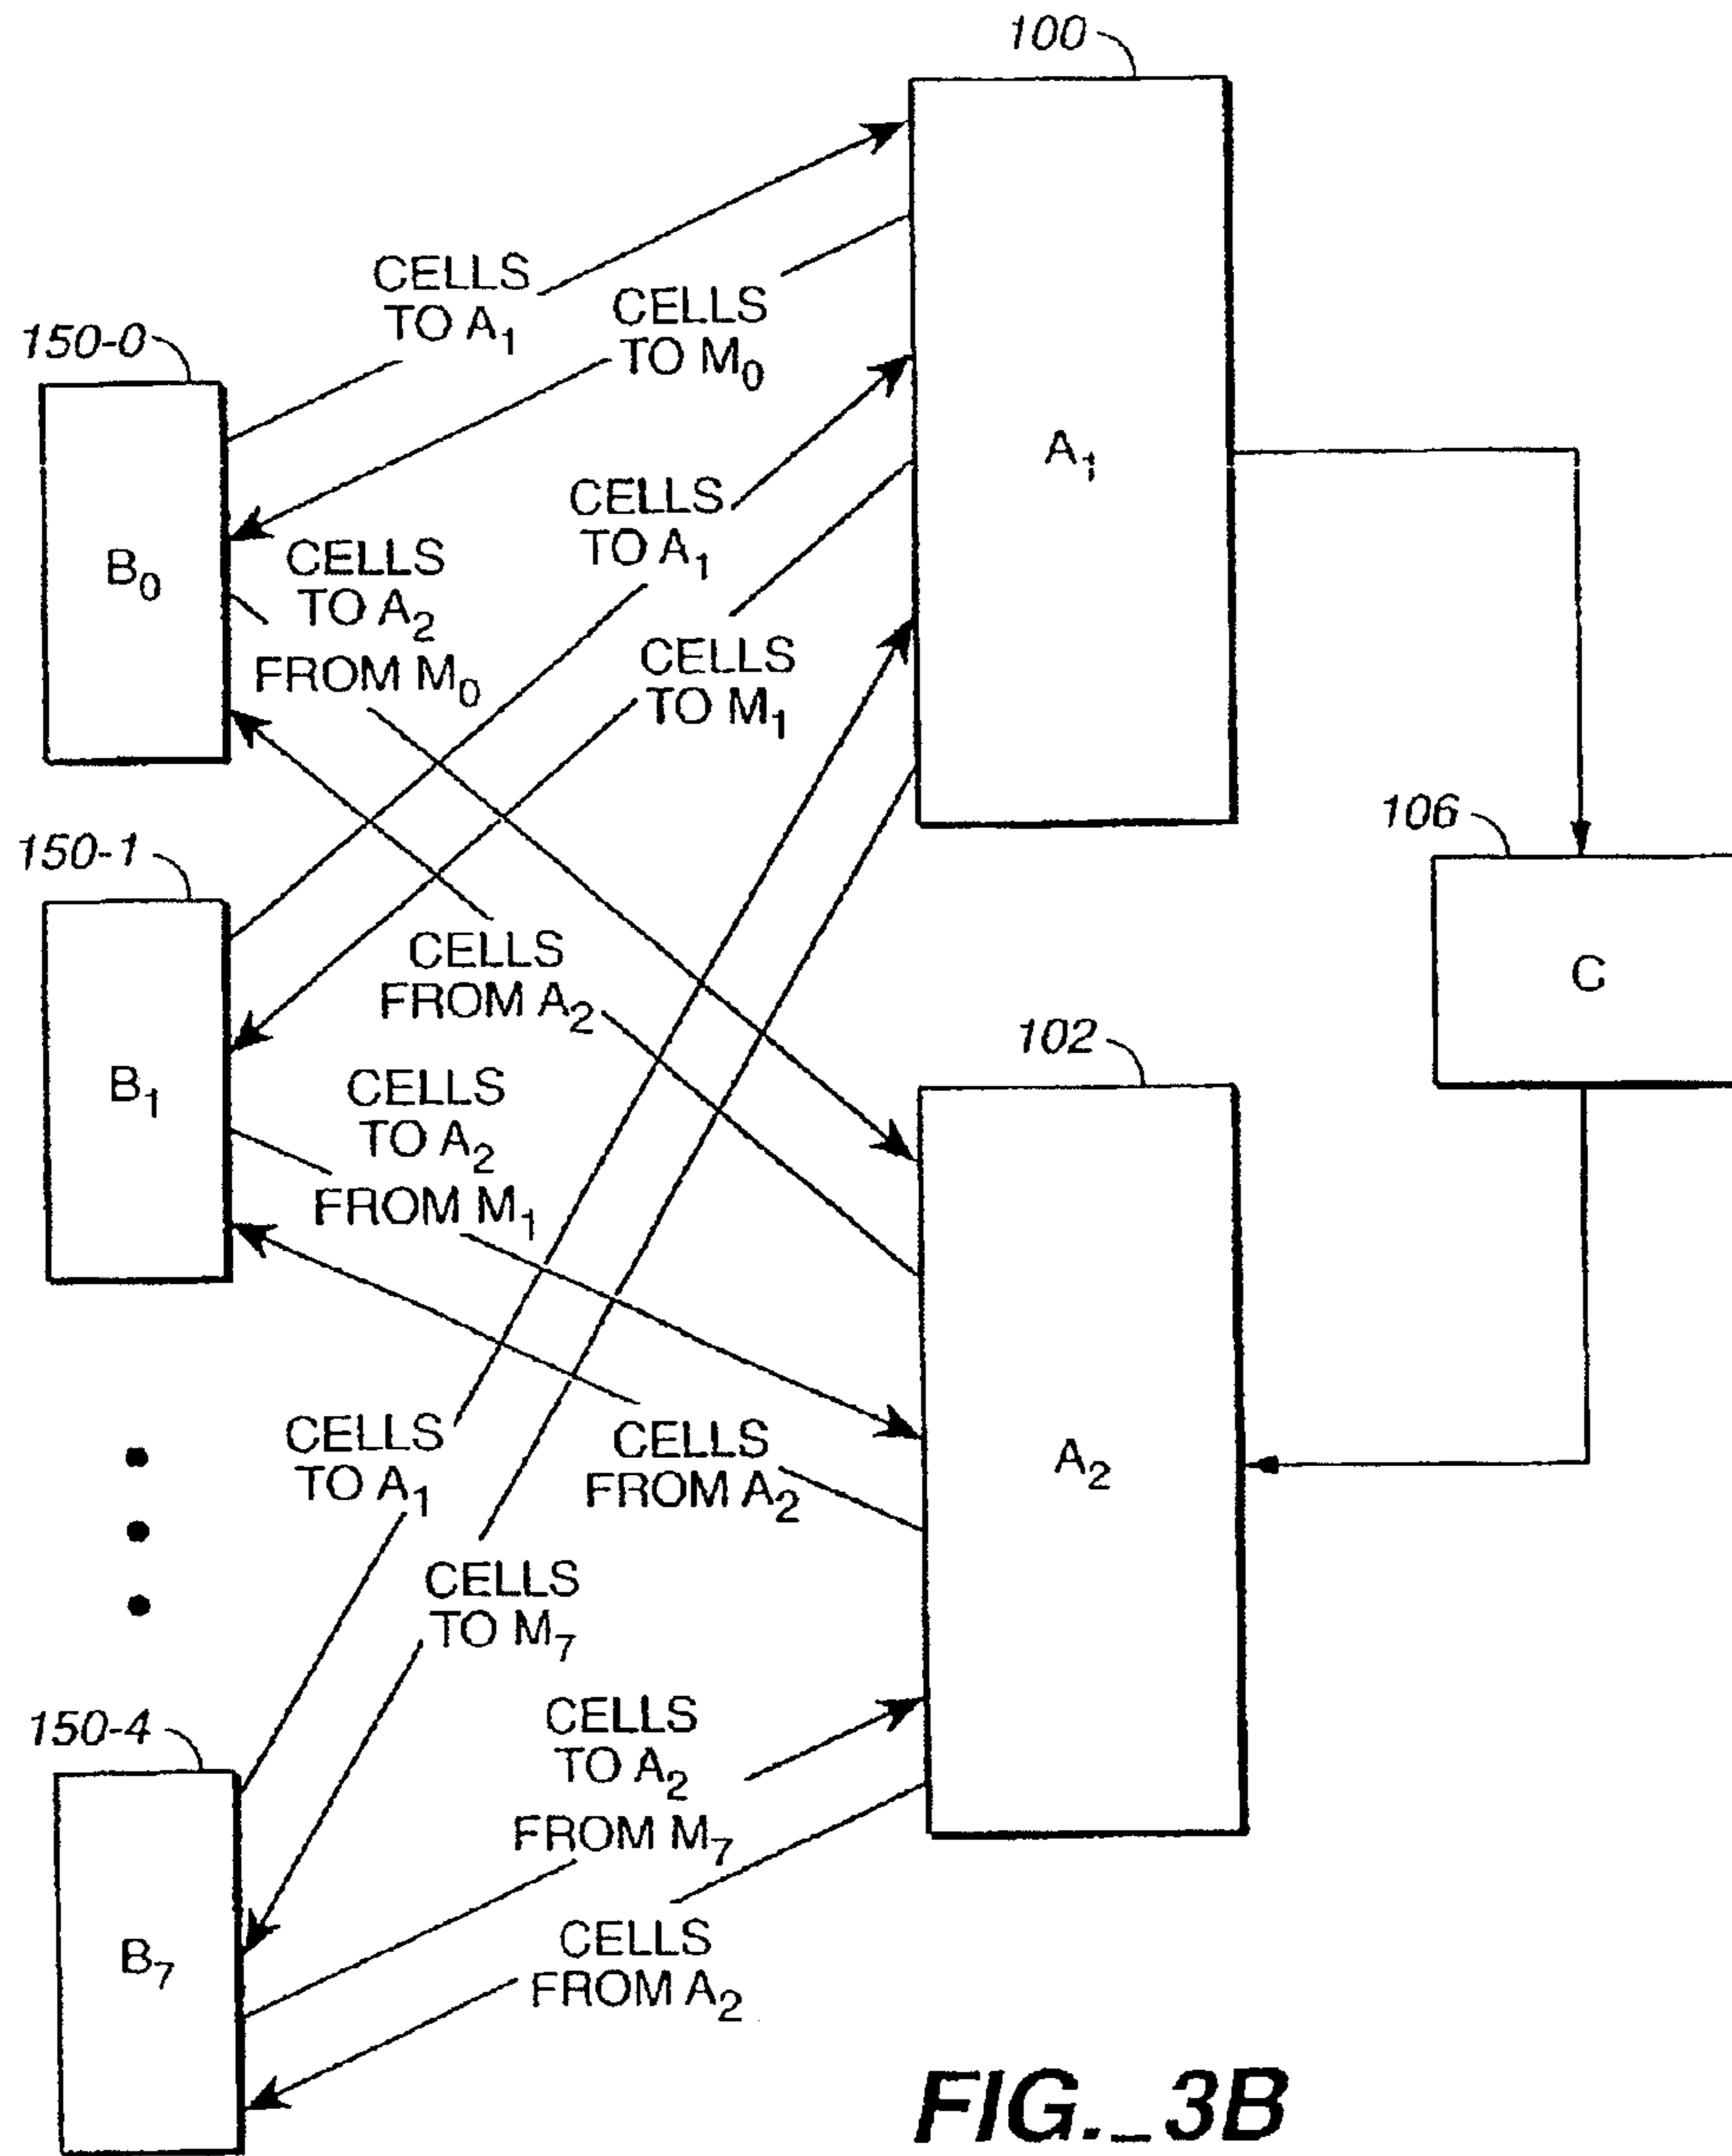 100
CELLS
TO A₁
CELLS
TO M₀
150-0
A₁
CELLS
TO A₁
B₀
CELLS
TO A₂
FROM M₀
CELLS
TO M₁
106
150-1
CELLS
FROM A₂
C
102
B₁
CELLS
TO A₂
FROM M₁
CELLS
TO A₁
CELLS
FROM A₂
A₂
CELLS
TO M₇
150-4
CELLS
TO A₂
FROM M₇
B₇
CELLS
FROM A₂
FIG._3B